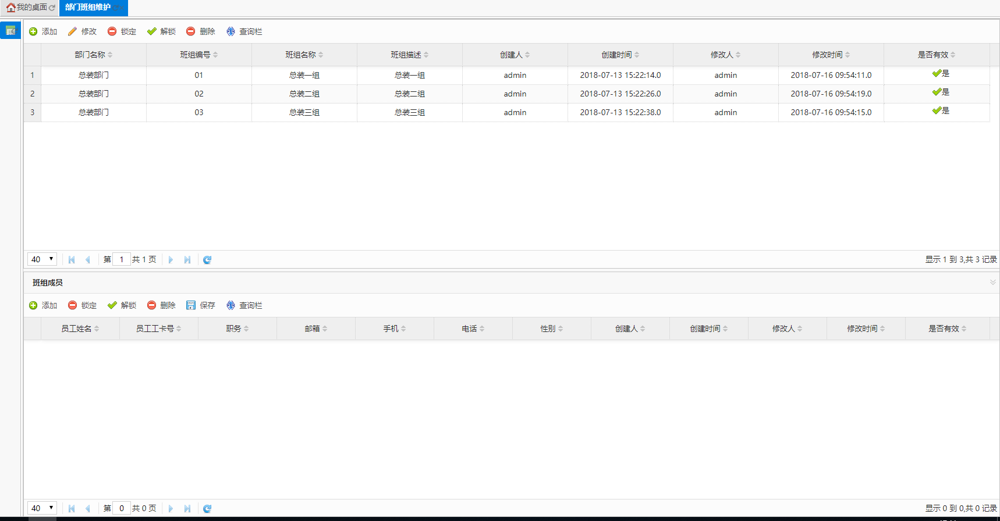 我的桌面 部门班组维护
添加 修改 锁定 解锁 删除 查询栏
部门名称 班组编号 班组名称 班组描述 创建人 创建时间 修改人 修改时间 是否有效
1 总装部门 01 总装一组 总装一组 admin 2018-07-13 15:22:14.0 admin 2018-07-16 09:54:11.0 是
2 总装部门 02 总装二组 总装二组 admin 2018-07-13 15:22:26.0 admin 2018-07-16 09:54:19.0 是
3 总装部门 03 总装三组 总装三组 admin 2018-07-13 15:22:38.0 admin 2018-07-16 09:54:15.0 是
40 第 1 共 1 页 显示 1 到 3,共 3 记录
班组成员
添加 锁定 解锁 删除 保存 查询栏
员工姓名 员工工卡号 职务 邮箱 手机 电话 性别 创建人 创建时间 修改人 修改时间 是否有效
40 第 0 共 0 页 显示 0 到 0,共 0 记录